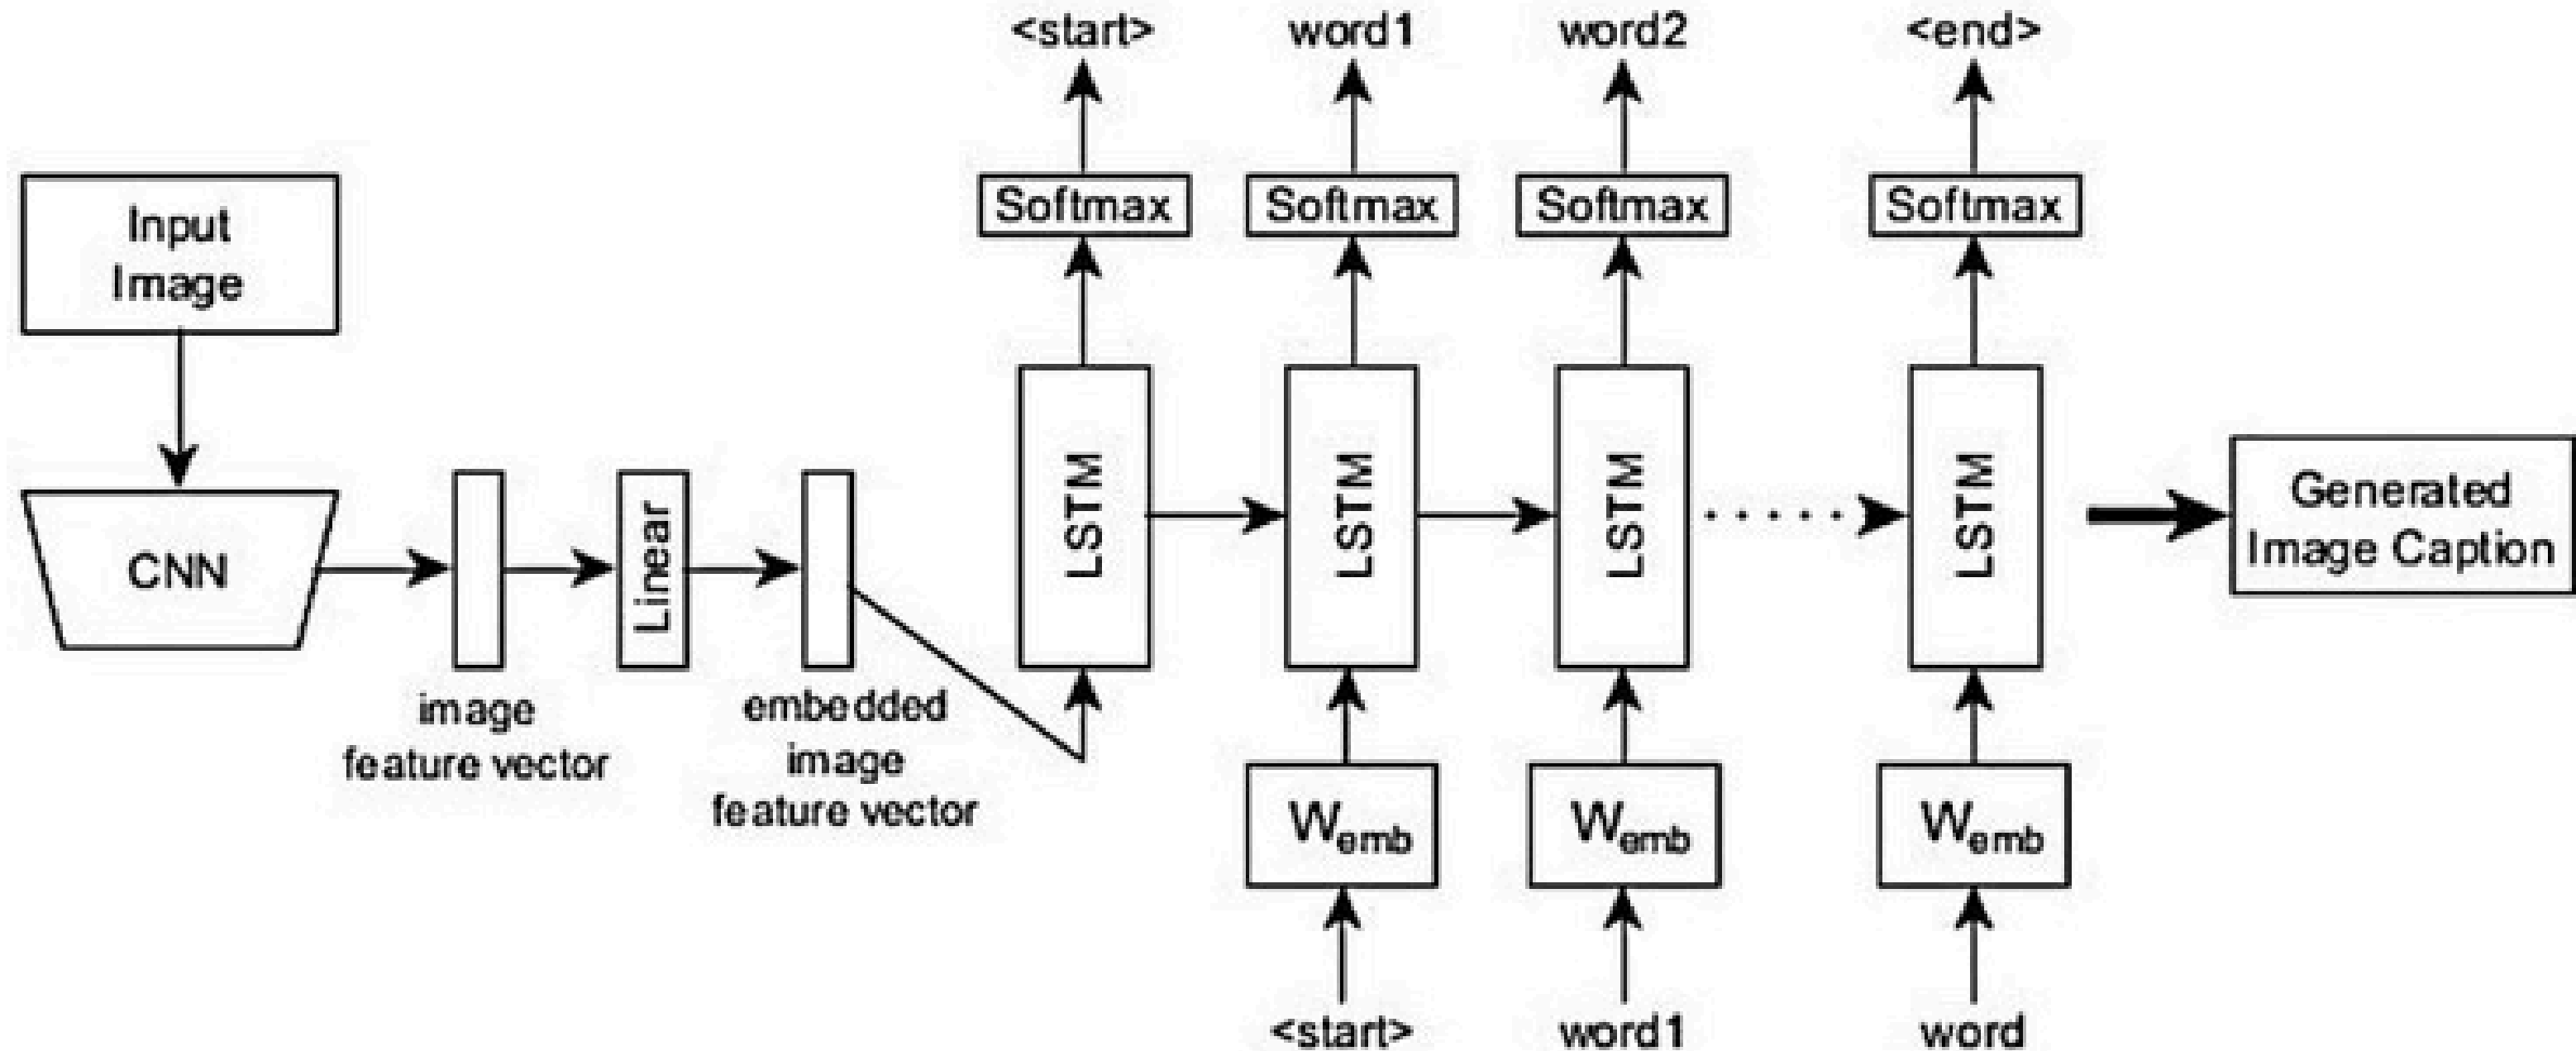 <start> word1 word2 <end>
Softmax Softmax Softmax Softmax
Input
Image
CNN
Linear
LSTM LSTM LSTM LSTM
Generated
Image Caption
image
feature vector
embedded
image
feature vector
Wemb Wemb Wemb
<start> word1 word